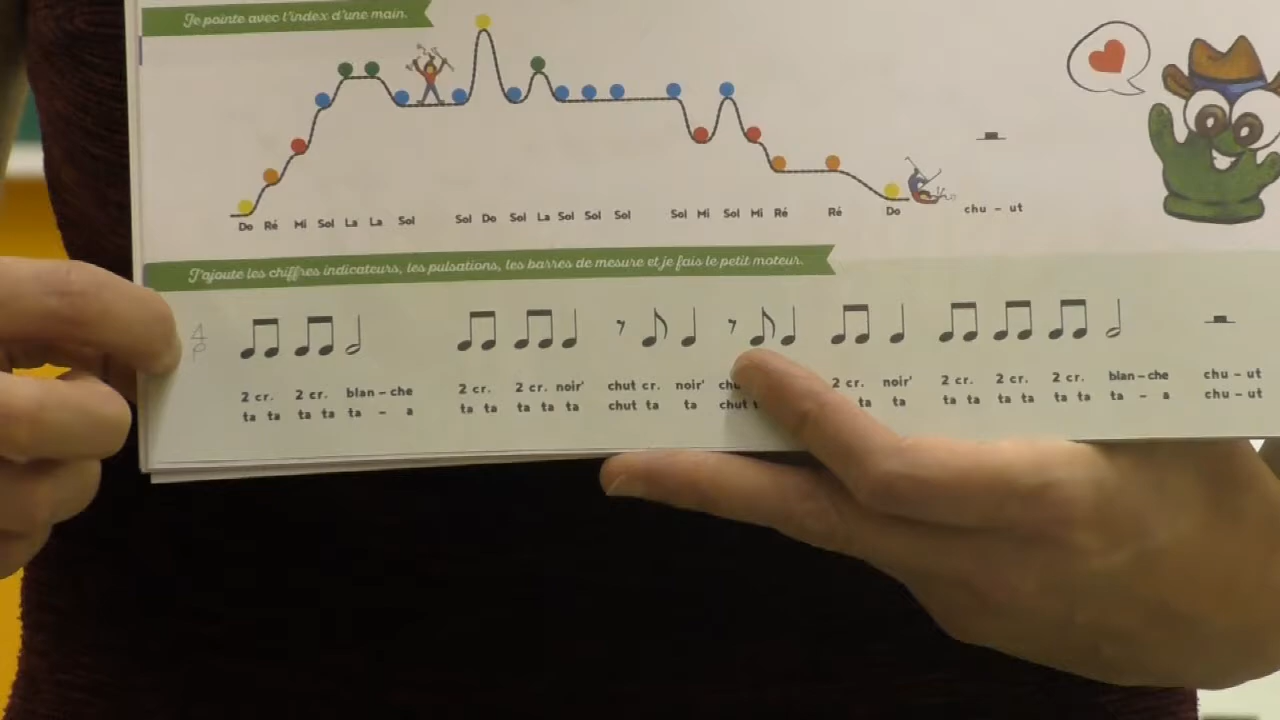 Je pointe avec l'index d'une main.
Do Ré Mi Sol La La Sol Sol Do Sol La Sol Sol Sol Sol Mi Sol Mi Ré Ré Do chu - ut
J'ajoute les chiffres indicateurs, les pulsations, les barres de mesure et je fais le petit moteur.
4
2 cr. 2 cr. blan - che 2 cr. 2 cr. noir' chut cr. noir' 2 cr. noir' 2 cr. 2 cr. 2 cr. blan - che chu - ut
ta ta ta ta ta - a ta ta ta ta ta chut ta ta chut ta ta ta ta ta ta ta ta ta - a chu - ut